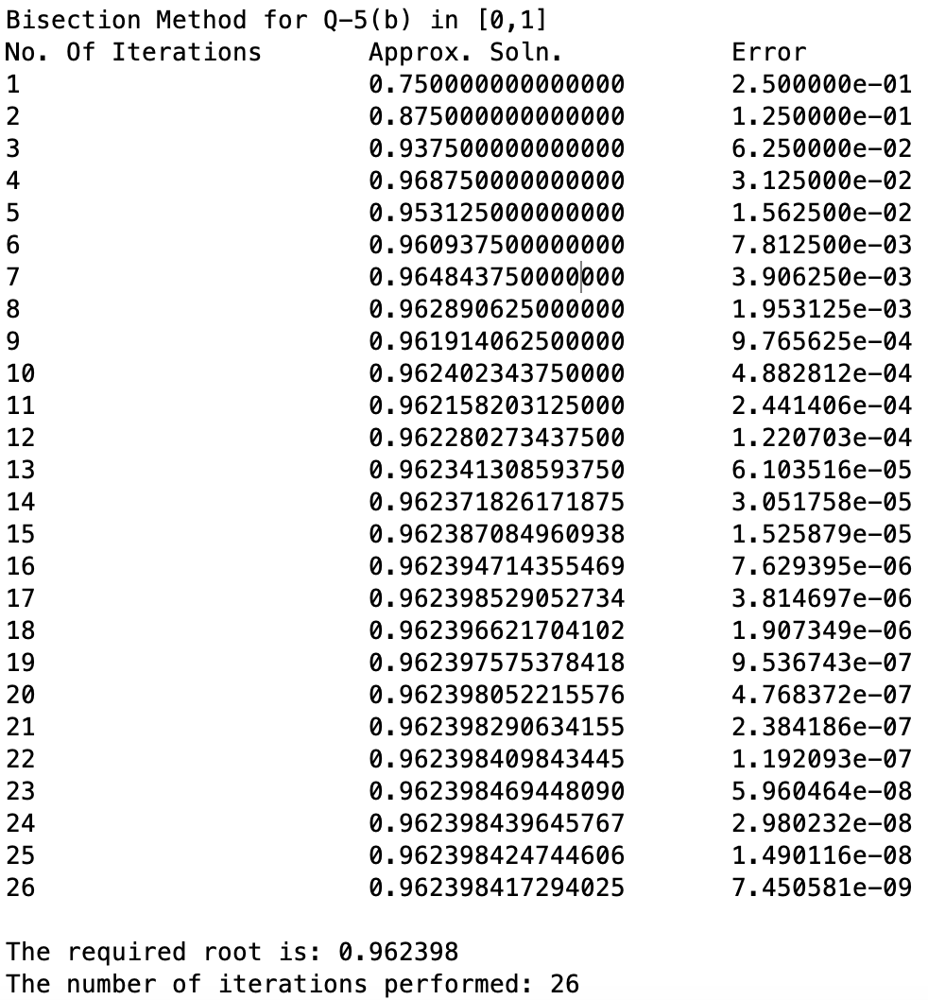 Bisection Method for Q-5(b) in [0,1]
No. Of Iterations Approx. Soln. Error
1 0.750000000000000 2.500000e-01
2 0.875000000000000 1.250000e-01
3 0.937500000000000 6.250000e-02
4 0.968750000000000 3.125000e-02
5 0.953125000000000 1.562500e-02
6 0.960937500000000 7.812500e-03
7 0.964843750000000 3.906250e-03
8 0.962890625000000 1.953125e-03
9 0.961914062500000 9.765625e-04
10 0.962402343750000 4.882812e-04
11 0.962158203125000 2.441406e-04
12 0.962280273437500 1.220703e-04
13 0.962341308593750 6.103516e-05
14 0.962371826171875 3.051758e-05
15 0.962387084960938 1.525879e-05
16 0.962394714355469 7.629395e-06
17 0.962398529052734 3.814697e-06
18 0.962396621704102 1.907349e-06
19 0.962397575378418 9.536743e-07
20 0.962398052215576 4.768372e-07
21 0.962398290634155 2.384186e-07
22 0.962398409843445 1.192093e-07
23 0.962398469448090 5.960464e-08
24 0.962398439645767 2.980232e-08
25 0.962398424744606 1.490116e-08
26 0.962398417294025 7.450581e-09
The required root is: 0.962398
The number of iterations performed: 26